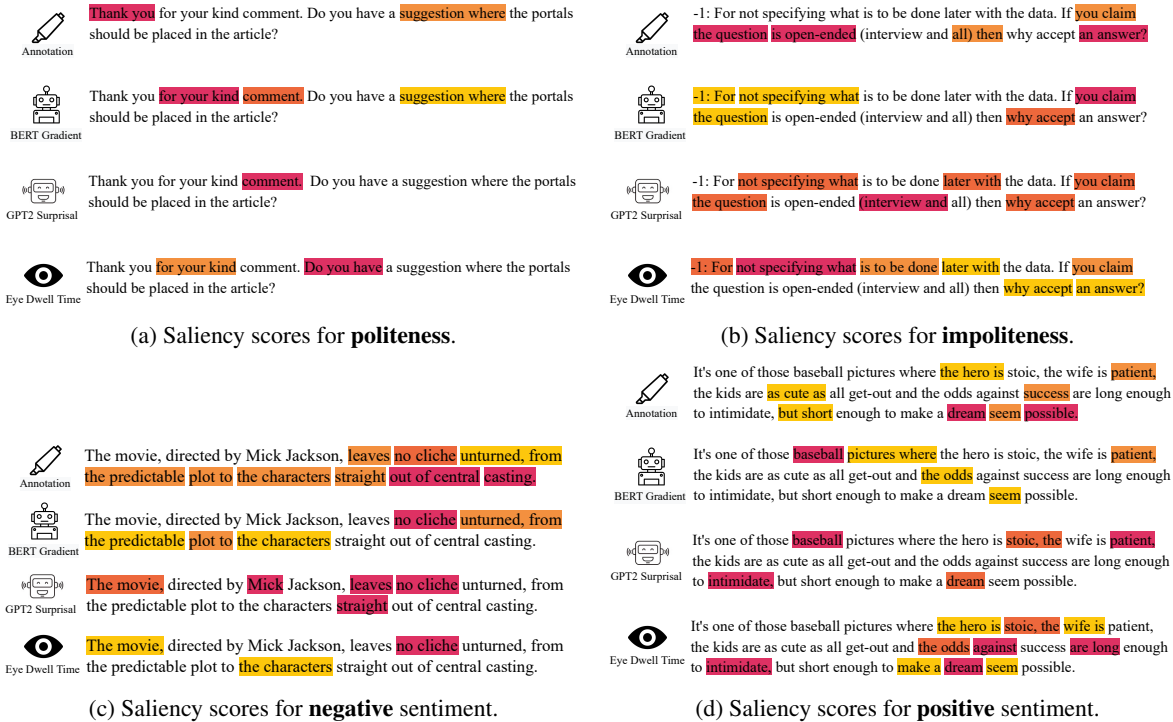 Annotation
Thank you for your kind comment. Do you have a suggestion where the portals
should be placed in the article?
BERT Gradient
Thank you for your kind comment. Do you have a suggestion where the portals
should be placed in the article?
GPT2 Surprisal
Thank you for your kind comment. Do you have a suggestion where the portals
should be placed in the article?
Eye Dwell Time
Thank you for your kind comment. Do you have a suggestion where the portals
should be placed in the article?
(a) Saliency scores for politeness.
-1: For not specifying what is to be done later with the data. If you claim
the question is open-ended (interview and all) then why accept an answer?
Annotation
-1: For not specifying what is to be done later with the data. If you claim
the question is open-ended (interview and all) then why accept an answer?
BERT Gradient
-1: For not specifying what is to be done later with the data. If you claim
the question is open-ended (interview and all) then why accept an answer?
GPT2 Surprisal
-1: For not specifying what is to be done later with the data. If you claim
the question is open-ended (interview and all) then why accept an answer?
Eye Dwell Time
(b) Saliency scores for impoliteness.
The movie, directed by Mick Jackson, leaves no cliche unturned, from
the predictable plot to the characters straight out of central casting.
Annotation
The movie, directed by Mick Jackson, leaves no cliche unturned, from
the predictable plot to the characters straight out of central casting.
BERT Gradient
The movie, directed by Mick Jackson, leaves no cliche unturned, from
the predictable plot to the characters straight out of central casting.
GPT2 Surprisal
The movie, directed by Mick Jackson, leaves no cliche unturned, from
the predictable plot to the characters straight out of central casting.
Eye Dwell Time
(c) Saliency scores for negative sentiment.
It's one of those baseball pictures where the hero is stoic, the wife is patient,
the kids are as cute as all get-out and the odds against success are long enough
to intimidate, but short enough to make a dream seem possible.
Annotation
It's one of those baseball pictures where the hero is stoic, the wife is patient,
the kids are as cute as all get-out and the odds against success are long enough
to intimidate, but short enough to make a dream seem possible.
BERT Gradient
It's one of those baseball pictures where the hero is stoic, the wife is patient,
the kids are as cute as all get-out and the odds against success are long enough
to intimidate, but short enough to make a dream seem possible.
GPT2 Surprisal
It's one of those baseball pictures where the hero is stoic, the wife is patient,
the kids are as cute as all get-out and the odds against success are long enough
to intimidate, but short enough to make a dream seem possible.
Eye Dwell Time
(d) Saliency scores for positive sentiment.